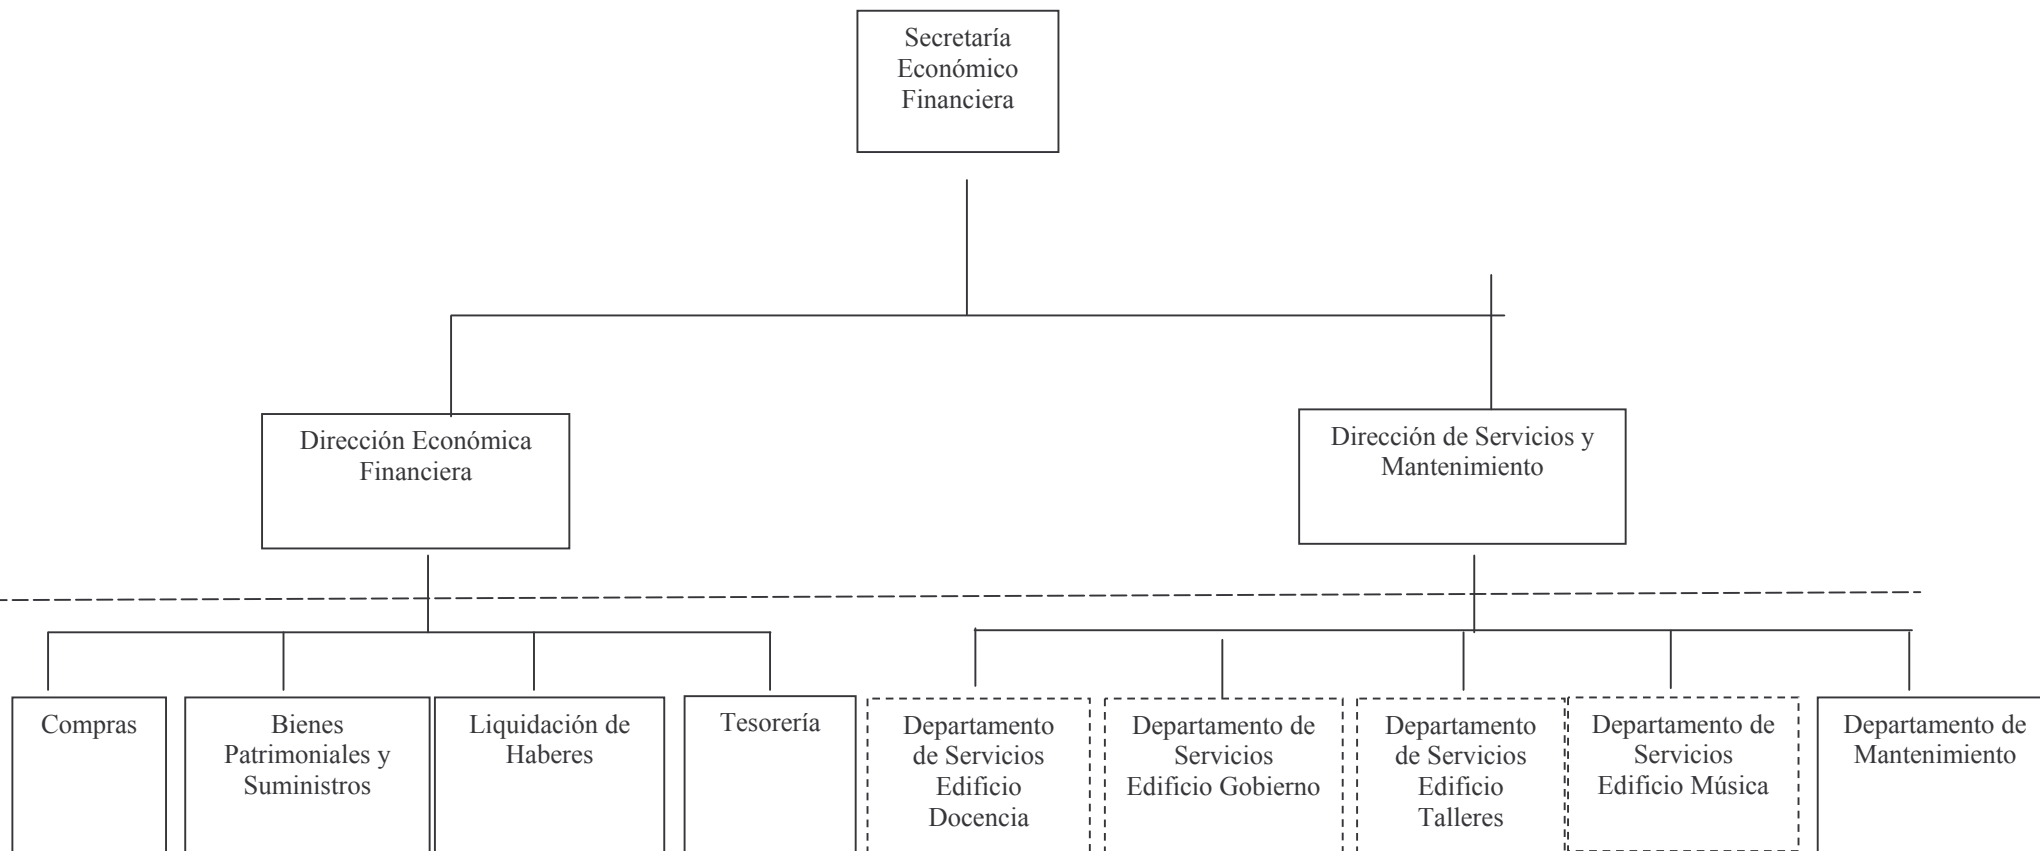 Secretaría
Económico
Financiera
Dirección Económica
Financiera
Dirección de Servicios y
Mantenimiento
Compras
Bienes
Patrimoniales y
Suministros
Liquidación de
Haberes
Tesorería
Departamento
de Servicios
Edificio
Docencia
Departamento de
Servicios
Edificio Gobierno
Departamento
de Servicios
Edificio
Talleres
Departamento de
Servicios
Edificio Música
Departamento de
Mantenimiento